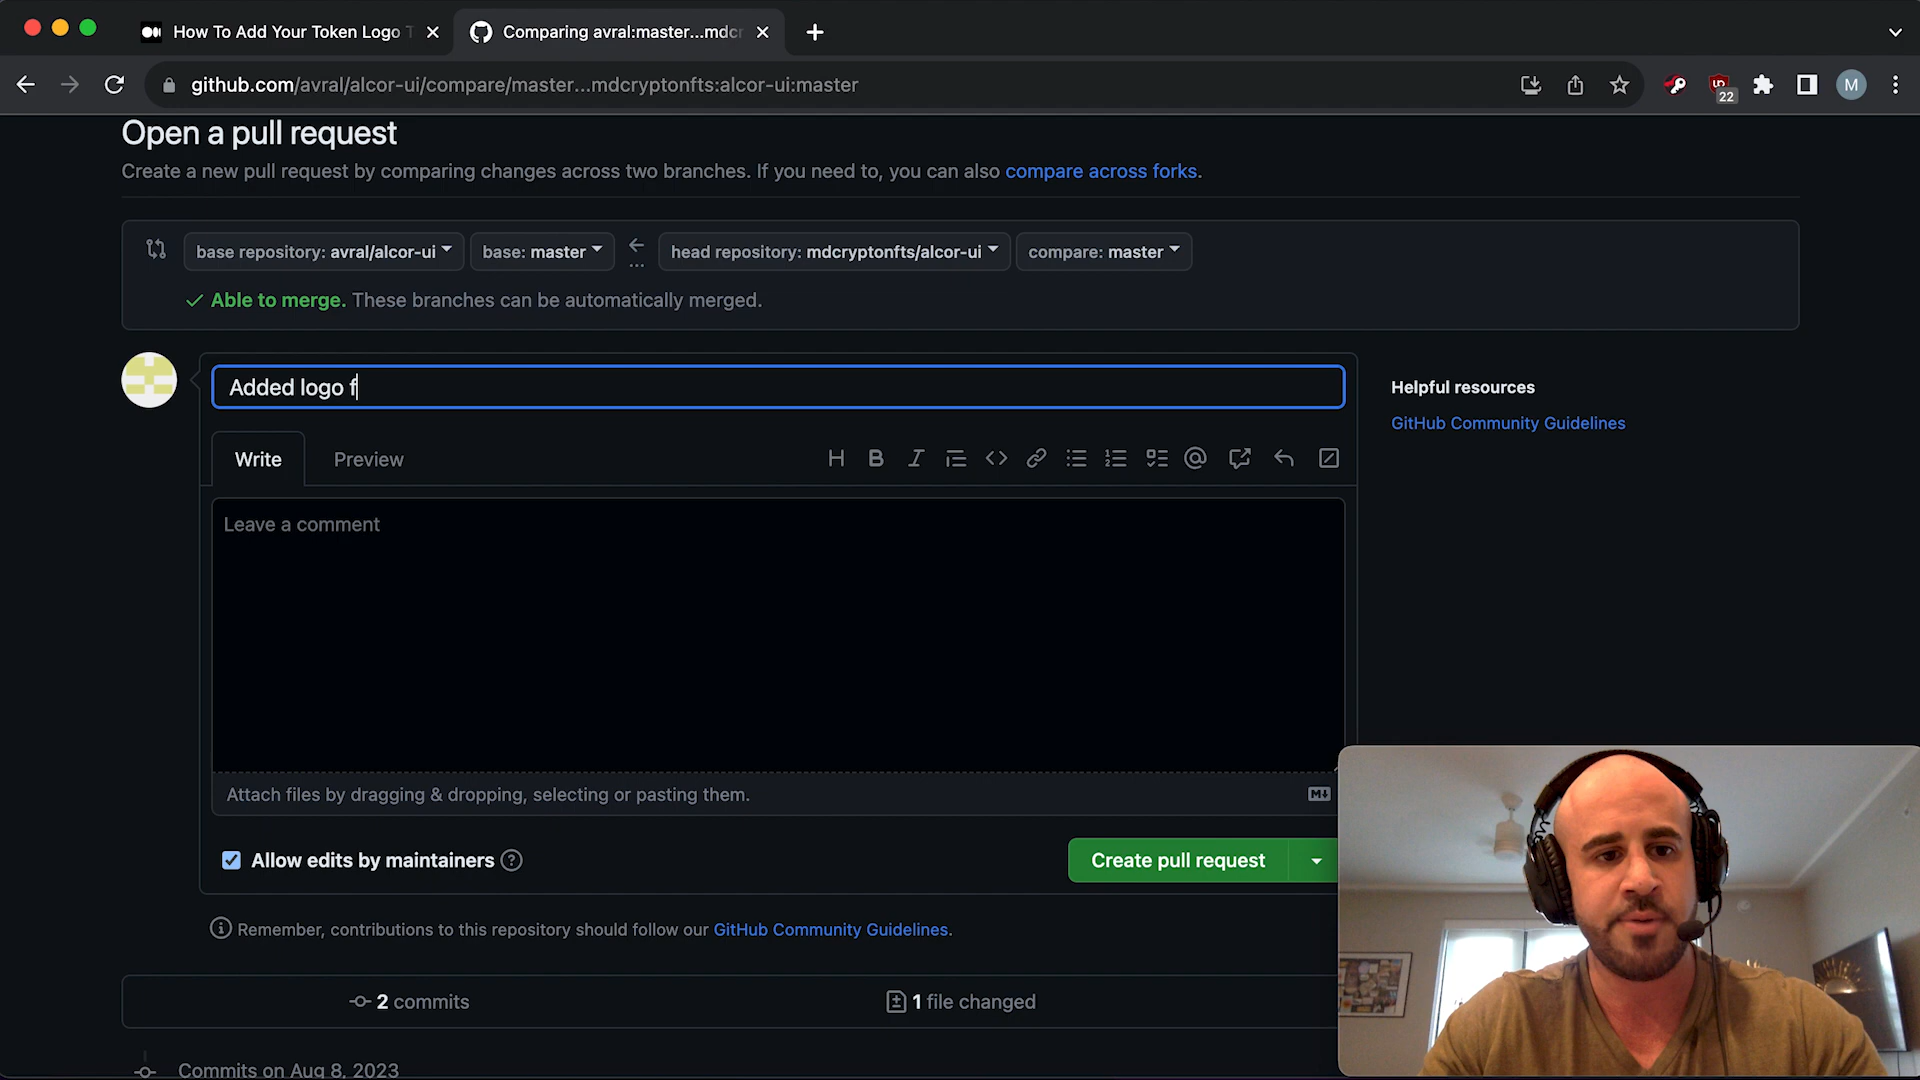 How To Add Your Token Logo T
Comparing avral:master...mdcr
github.com/avral/alcor-ui/compare/master...mdcryptonfts:alcor-ui:master
22
M
Open a pull request
Create a new pull request by comparing changes across two branches. If you need to, you can also compare across forks.
base repository: avral/alcor-ui
base: master
...
head repository: mdcryptonfts/alcor-ui
compare: master
Able to merge. These branches can be automatically merged.
Added logo f
Helpful resources
GitHub Community Guidelines
Write
Preview
Leave a comment
Attach files by dragging & dropping, selecting or pasting them.
Allow edits by maintainers
Create pull request
Remember, contributions to this repository should follow our GitHub Community Guidelines.
2 commits
1 file changed
Commits on Aug 8, 2023